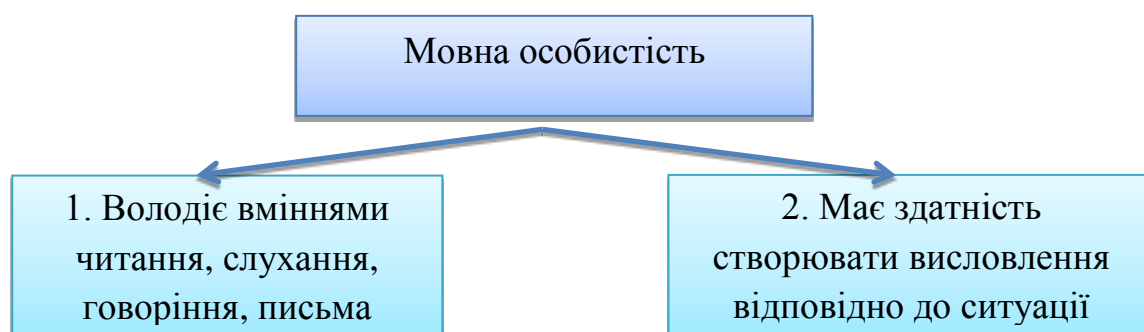 Мовна особистість
1. Володіє вміннями
читання, слухання,
говоріння, письма
2. Має здатність
створювати висловлення
відповідно до ситуації